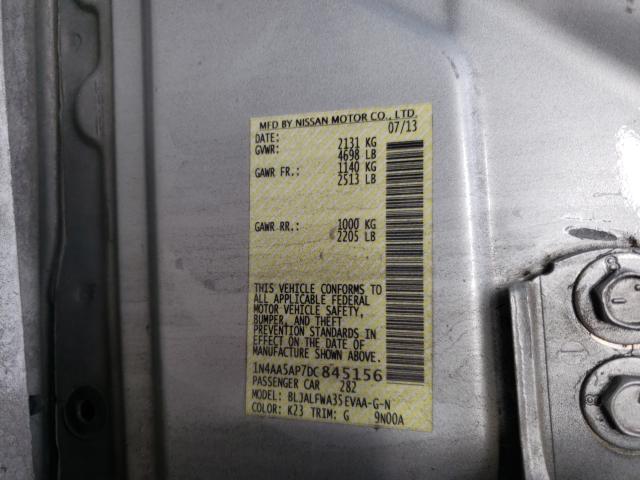 MFD BY NISSAN MOTOR CO., LTD.
DATE: 07/13
GVWR: 2131 KG
4698 LB
GAWR FR.: 1140 KG
2513 LB
GAWR RR.: 1000 KG
2205 LB
THIS VEHICLE CONFORMS TO
ALL APPLICABLE FEDERAL
MOTOR VEHICLE SAFETY,
BUMPER, AND THEFT
PREVENTION STANDARDS IN
EFFECT ON THE DATE OF
MANUFACTURE SHOWN ABOVE.
1N4AA5AP7DC845156
PASSENGER CAR 282
MODEL: BLJALFWA35EVAA-G-N
COLOR: K23 TRIM: G 9N00A